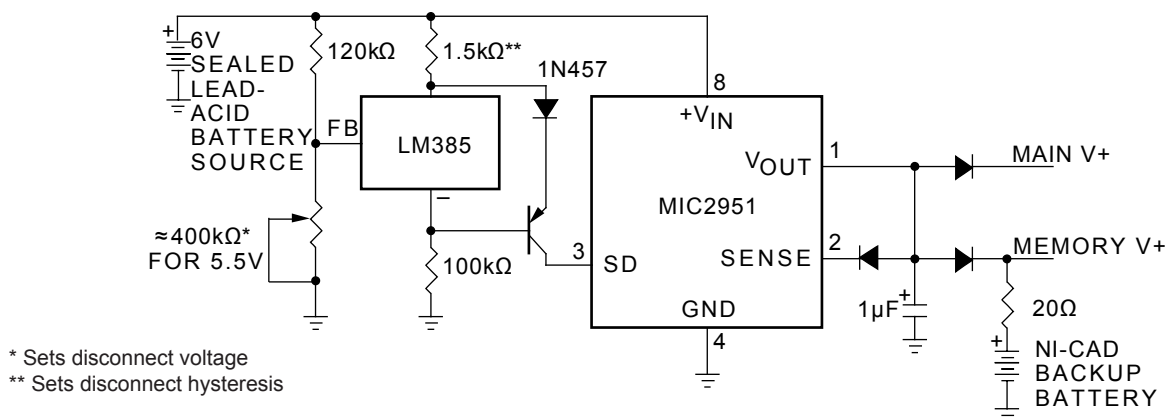 +
6V
SEALED
LEAD-
ACID
BATTERY
SOURCE
120kΩ
1.5kΩ**
1N457
FB
LM385
–
≈400kΩ*
FOR 5.5V
100kΩ
8
+VIN
1
VOUT
MIC2951
3
SD
SENSE
2
GND
4
MAIN V+
MEMORY V+
1µF
+
20Ω
+
NI-CAD
BACKUP
BATTERY
* Sets disconnect voltage
** Sets disconnect hysteresis